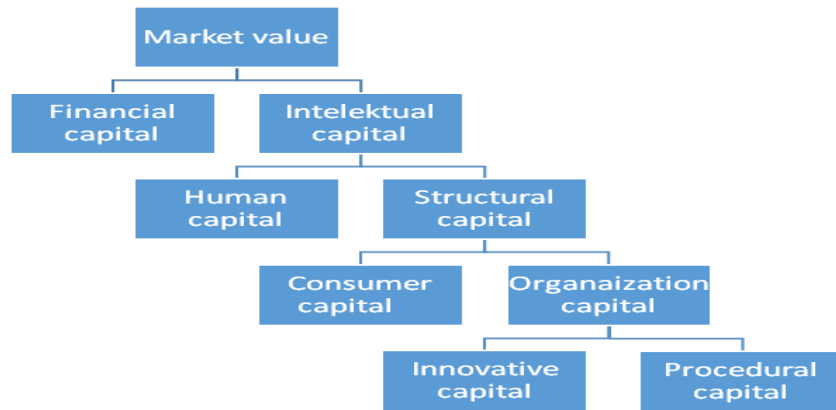 Market value
Financial
capital
Intelektual
capital
Human
capital
Structural
capital
Consumer
capital
Organaization
capital
Innovative
capital
Procedural
capital